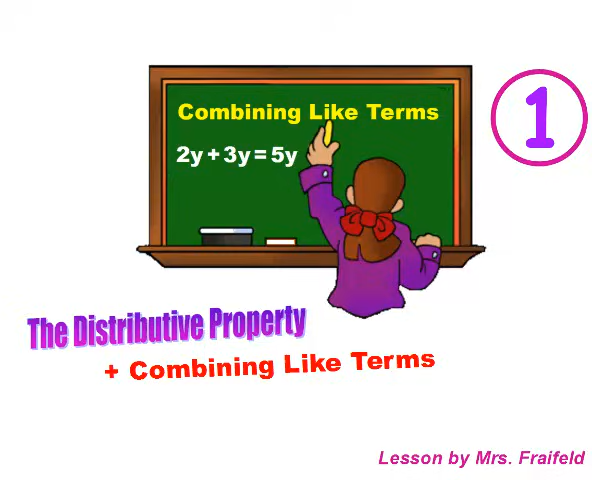 Combining Like Terms
2y + 3y = 5y
1
The Distributive Property
+ Combining Like Terms
Lesson by Mrs. Fraifeld